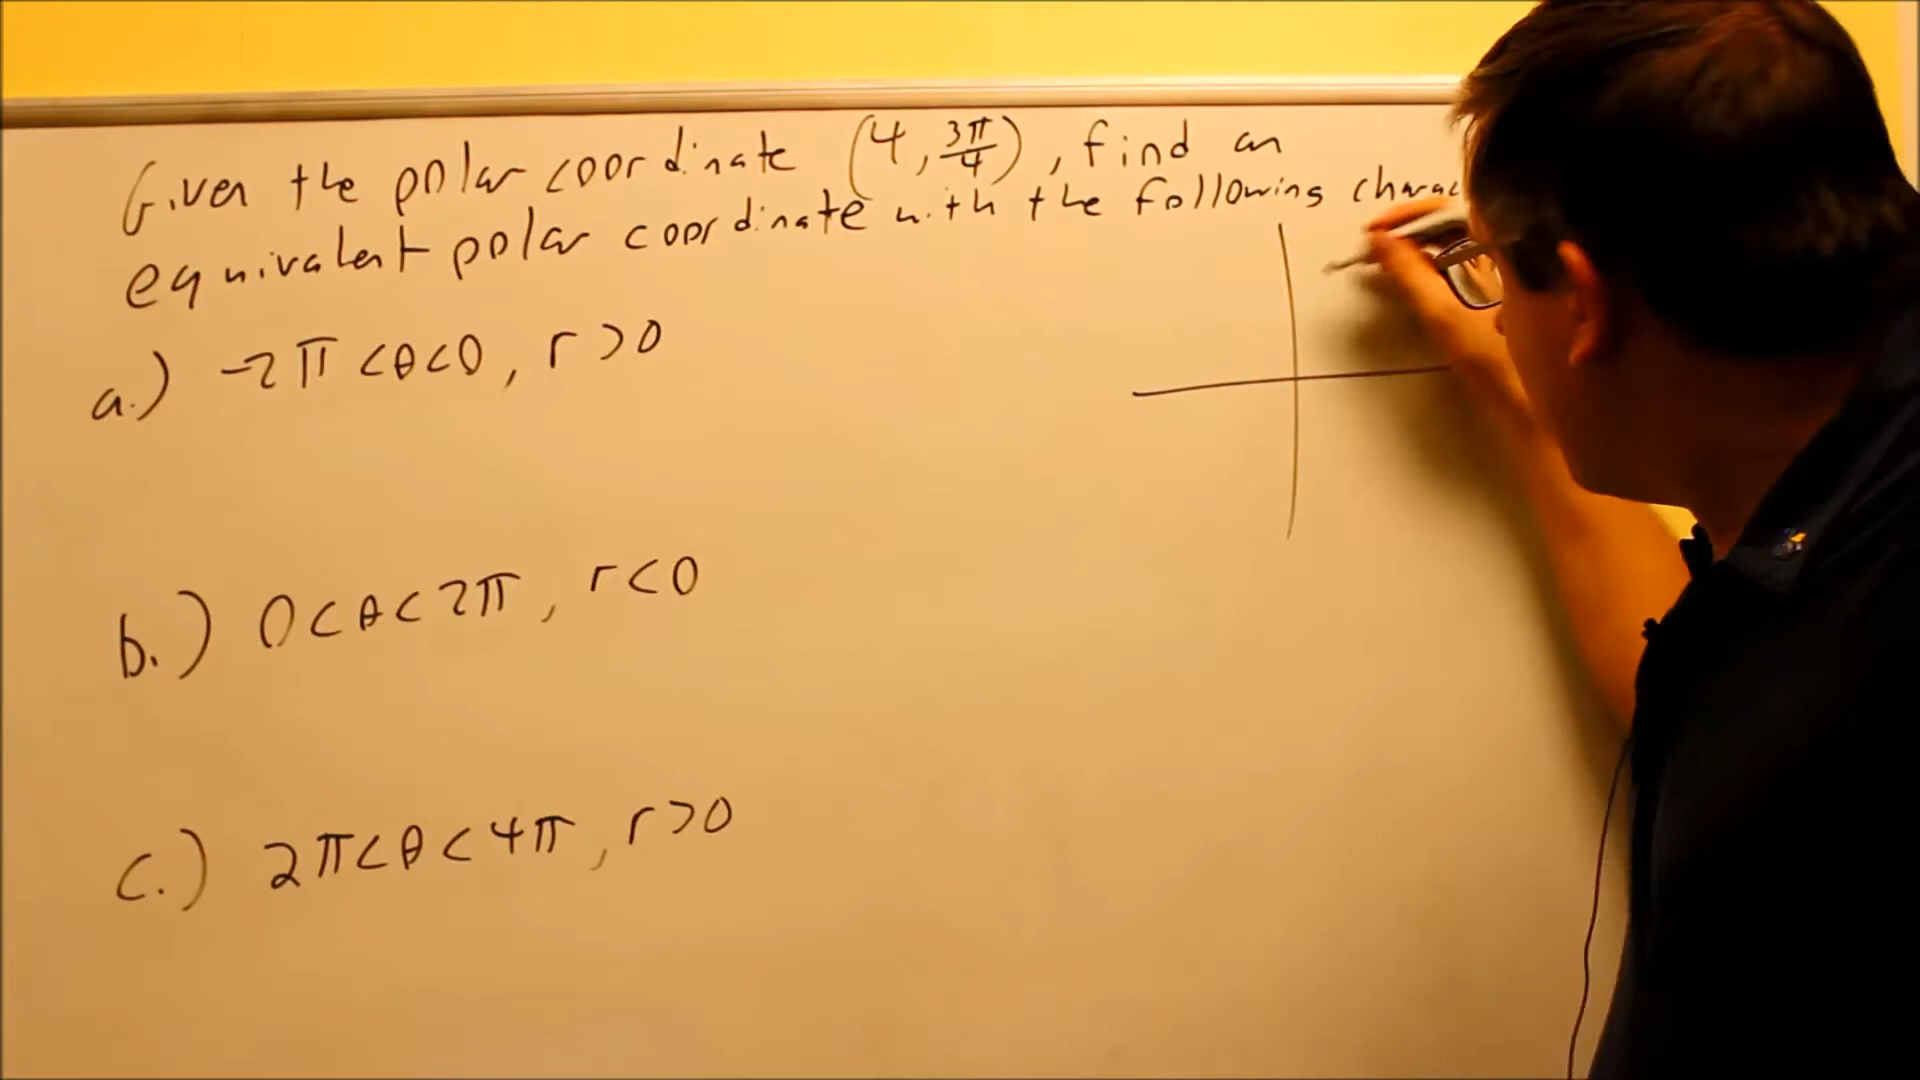 Given the polar coordinate (4, 3π/4), find an
equivalent polar coordinate with the following charac
a.) -2π<θ<0, r>0
b.) 0<θ<2π, r<0
c.) 2π<θ<4π, r>0